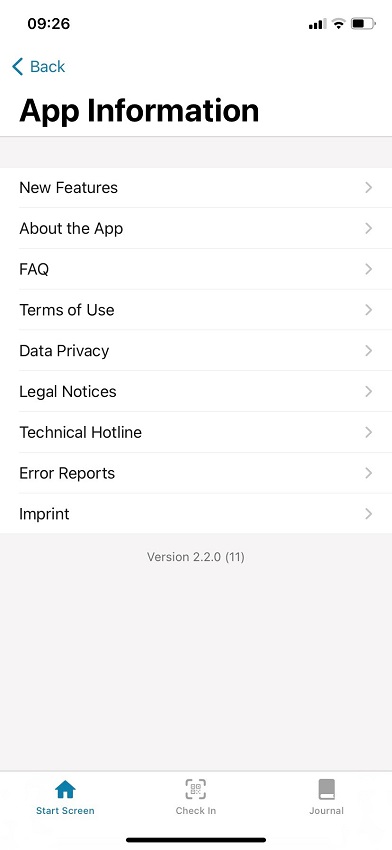 09:26
Back
App Information
New Features
About the App
FAQ
Terms of Use
Data Privacy
Legal Notices
Technical Hotline
Error Reports
Imprint
Version 2.2.0 (11)
Start Screen
Check In
Journal